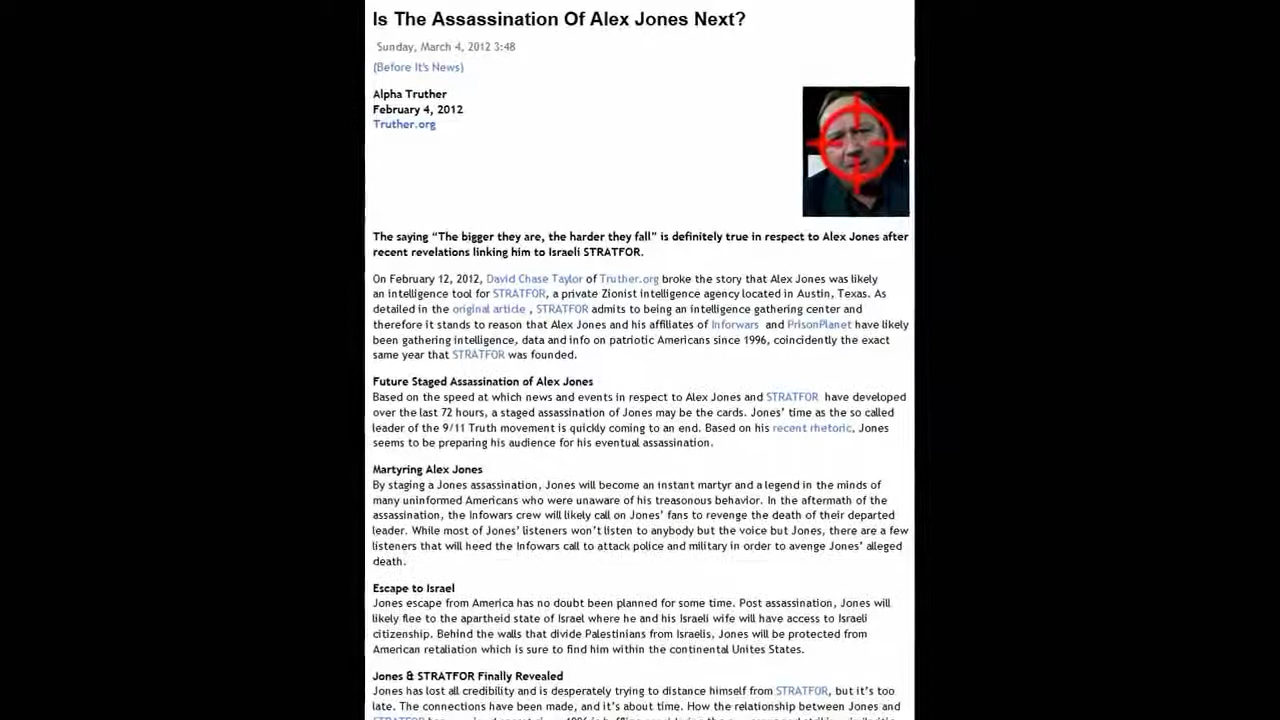 Is The Assassination Of Alex Jones Next?
Sunday, March 4, 2012 3:48
(Before It's News)
Alpha Truther
February 4, 2012
Truther.org
The saying “The bigger they are, the harder they fall” is definitely true in respect to Alex Jones after
recent revelations linking him to Israeli STRATFOR.
On February 12, 2012, David Chase Taylor of Truther.org broke the story that Alex Jones was likely
an intelligence tool for STRATFOR, a private Zionist intelligence agency located in Austin, Texas. As
detailed in the original article , STRATFOR admits to being an intelligence gathering center and
therefore it stands to reason that Alex Jones and his affiliates of Inforwars and PrisonPlanet have likely
been gathering intelligence, data and info on patriotic Americans since 1996, coincidently the exact
same year that STRATFOR was founded.
Future Staged Assassination of Alex Jones
Based on the speed at which news and events in respect to Alex Jones and STRATFOR have developed
over the last 72 hours, a staged assassination of Jones may be the cards. Jones’ time as the so called
leader of the 9/11 Truth movement is quickly coming to an end. Based on his recent rhetoric, Jones
seems to be preparing his audience for his eventual assassination.
Martyring Alex Jones
By staging a Jones assassination, Jones will become an instant martyr and a legend in the minds of
many uninformed Americans who were unaware of his treasonous behavior. In the aftermath of the
assassination, the Infowars crew will likely call on Jones’ fans to revenge the death of their departed
leader. While most of Jones’ listeners won’t listen to anybody but the voice but Jones, there are a few
listeners that will heed the Infowars call to attack police and military in order to avenge Jones’ alleged
death.
Escape to Israel
Jones escape from America has no doubt been planned for some time. Post assassination, Jones will
likely flee to the apartheid state of Israel where he and his Israeli wife will have access to Israeli
citizenship. Behind the walls that divide Palestinians from Israelis, Jones will be protected from
American retaliation which is sure to find him within the continental Unites States.
Jones & STRATFOR Finally Revealed
Jones has lost all credibility and is desperately trying to distance himself from STRATFOR, but it’s too
late. The connections have been made, and it’s about time. How the relationship between Jones and